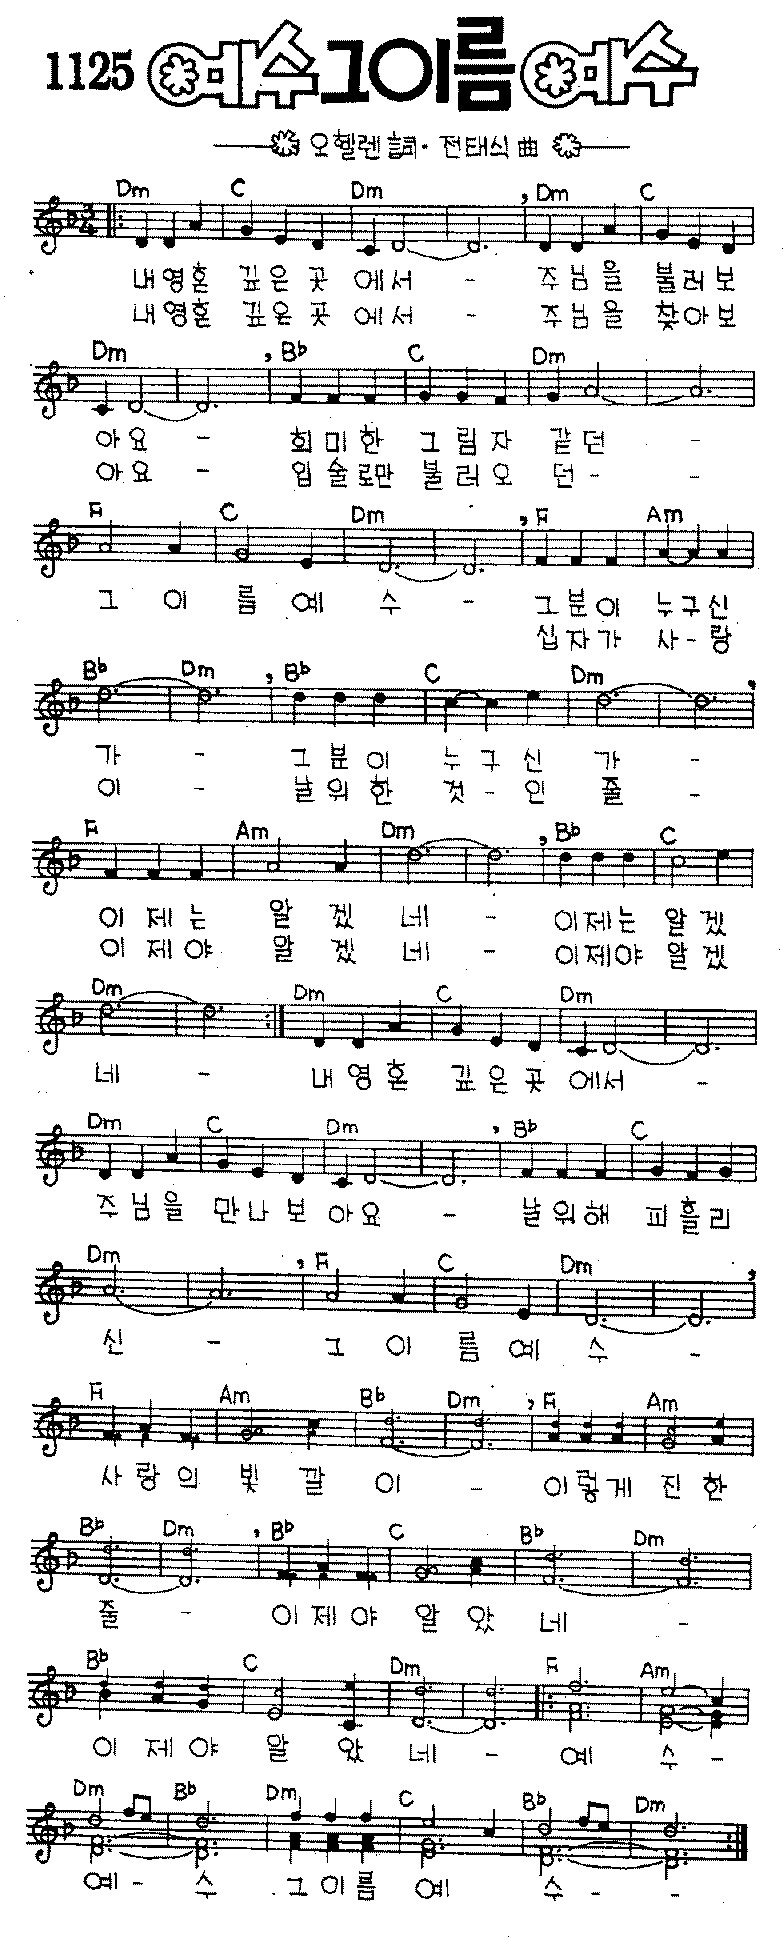 1125 예수 그 이름 예수
오헬렌 詞· 전태식 曲
Dm C Dm Dm C
내 영혼 깊은 곳 에서 - 주님을 불러보
내 영혼 깊은 곳 에서 - 주님을 찾아보
Dm B♭ C Dm
아요 - 희미한 그림자 같던 -
아요 - 입술로만 불러오던 - -
F C Dm F Am
그 이 름 예 수 - 그분이 누구신
십자가 사-랑
B♭ Dm B♭ C Dm
가 - 그분이 누구신 가 -
이 - 날위한 것-인 줄 -
F Am Dm B♭ C
이제는 알겠네 - 이제는 알겠
이제야 알겠네 - 이제야 알겠
Dm Dm C Dm
네 - 내영혼 깊은곳 에서 -
Dm C Dm B♭ C
주님을 만나보 아요 - 날위해 피흘리
Dm F C Dm
신 - 그 이 름 예 수 -
F Am B♭ Dm F Am
사랑의 빛깔 이 - 이렇게 진한
B♭ Dm B♭ C B♭ Dm
줄 - 이제야 알았네 -
B♭ C Dm F Am
이제야 알았네 - 예 수-
Dm B♭ Dm C B♭ Dm
예- 수 그이름 예 수- -